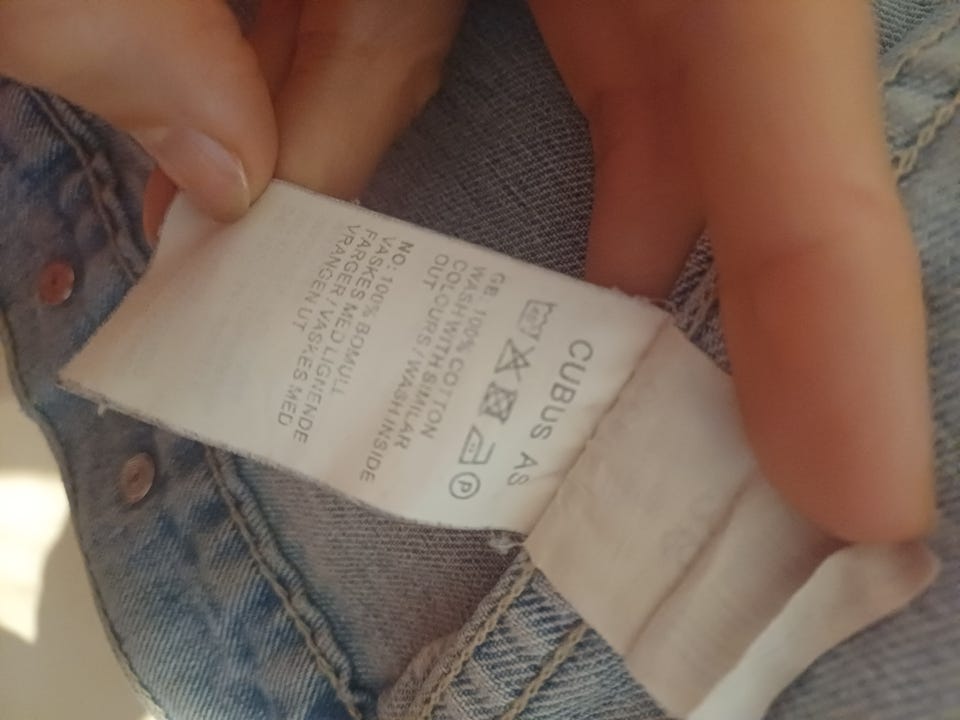 CUBUS AS
P
GB: 100% COTTON
WASH WITH SIMILAR
COLOURS / WASH INSIDE
OUT
NO: 100% BOMULL
VASKES MED LIGNENDE
FARGER / VASKES MED
VRANGEN UT